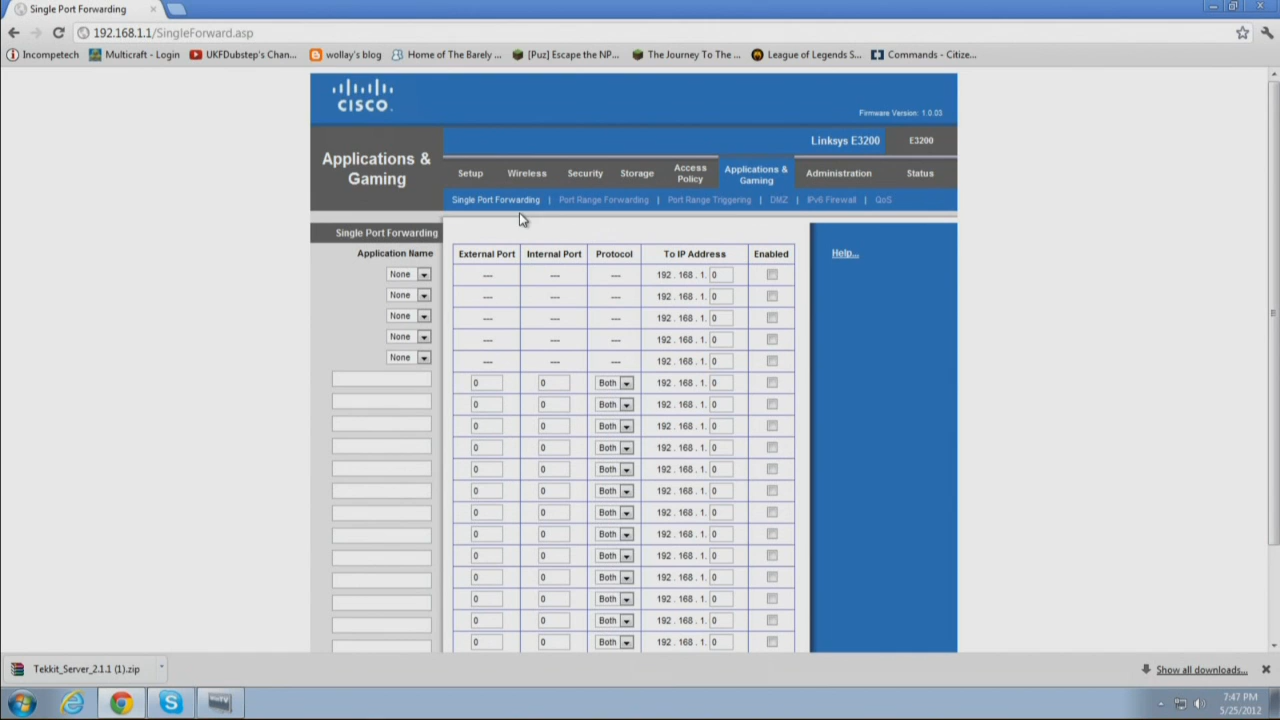 Single Port Forwarding
192.168.1.1/SingleForward.asp
Incompetech
Multicraft - Login
UKFDubstep's Chan...
wollay's blog
Home of The Barely ...
[Puz] Escape the NP...
The Journey To The ...
League of Legends S...
Commands - Citize...
CISCO.
Firmware Version: 1.0.03
Linksys E3200
E3200
Applications &
Gaming
Setup
Wireless
Security
Storage
Access
Policy
Applications &
Gaming
Administration
Status
Single Port Forwarding | Port Range Forwarding | Port Range Triggering | DMZ | IPv6 Firewall | QoS
Single Port Forwarding
Help...
Application Name
External Port Internal Port Protocol To IP Address Enabled
None --- --- --- 192 . 168 . 1. 0
None --- --- --- 192 . 168 . 1. 0
None --- --- --- 192 . 168 . 1. 0
None --- --- --- 192 . 168 . 1. 0
None --- --- --- 192 . 168 . 1. 0
0 0 Both 192 . 168 . 1. 0
0 0 Both 192 . 168 . 1. 0
0 0 Both 192 . 168 . 1. 0
0 0 Both 192 . 168 . 1. 0
0 0 Both 192 . 168 . 1. 0
0 0 Both 192 . 168 . 1. 0
0 0 Both 192 . 168 . 1. 0
0 0 Both 192 . 168 . 1. 0
0 0 Both 192 . 168 . 1. 0
0 0 Both 192 . 168 . 1. 0
0 0 Both 192 . 168 . 1. 0
0 0 Both 192 . 168 . 1. 0
0 0 Both 192 . 168 . 1. 0
Tekkit_Server_2.1.1 (1).zip
Show all downloads...
7:47 PM
5/25/2012